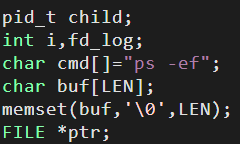 pid_t child;
int i,fd_log;
char cmd[]="ps -ef";
char buf[LEN];
memset(buf,'\0',LEN);
FILE *ptr;